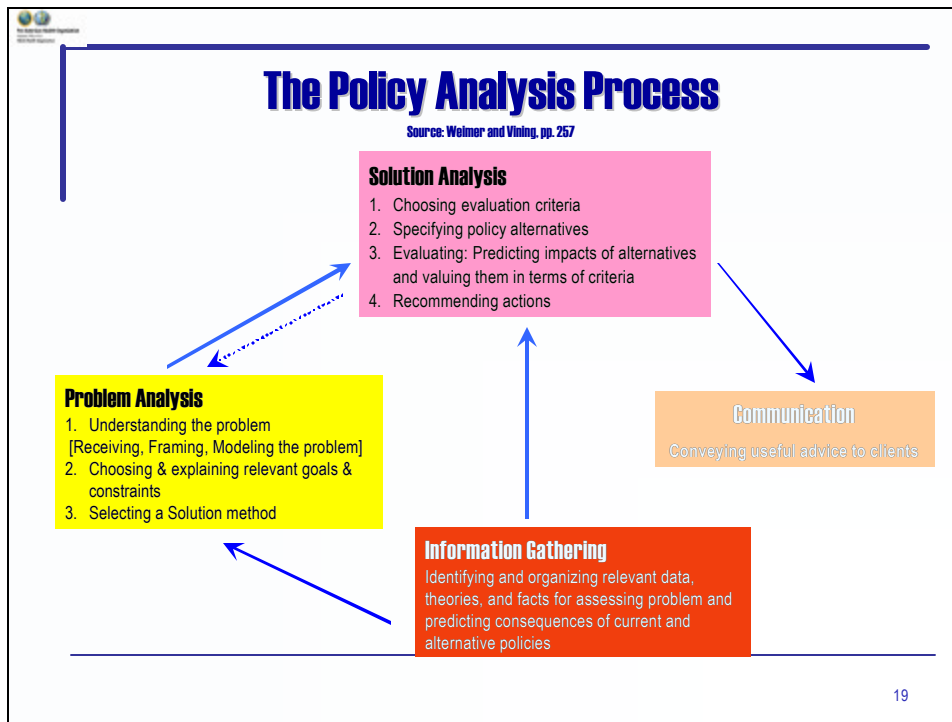 The Policy Analysis Process
Source: Weimer and Vining, pp. 257
Solution Analysis
1. Choosing evaluation criteria
2. Specifying policy alternatives
3. Evaluating: Predicting impacts of alternatives
and valuing them in terms of criteria
4. Recommending actions
Problem Analysis
1. Understanding the problem
[Receiving, Framing, Modeling the problem]
2. Choosing & explaining relevant goals &
constraints
3. Selecting a Solution method
Communication
Conveying useful advice to clients
Information Gathering
Identifying and organizing relevant data,
theories, and facts for assessing problem and
predicting consequences of current and
alternative policies
19